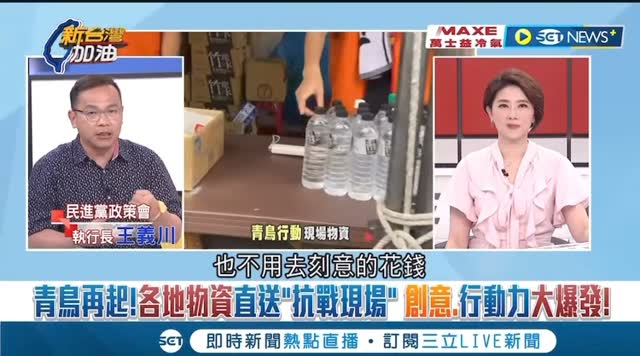 新台灣
加油
MAXE
萬士益冷氣
SET NEWS+
民進黨政策會
執行長 王義川
青鳥行動 現場物資
也不用去刻意的花錢
青鳥再起!各地物資直送"抗戰現場" 創意.行動力大爆發!
SET 即時新聞熱點直播・訂閱三立LIVE新聞